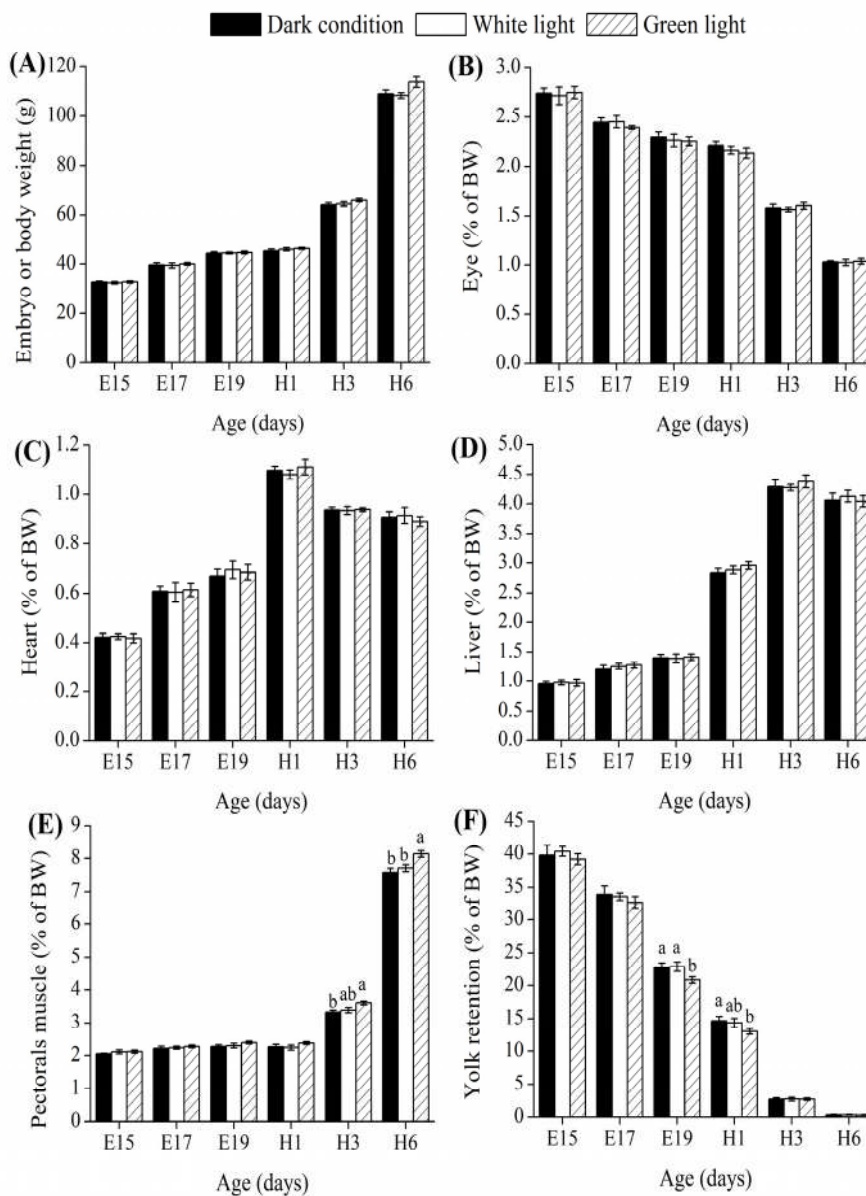 Dark condition White light Green light
(A)
Embryo or body weight (g)
120
100
80
60
40
20
0
E15 E17 E19 H1 H3 H6
Age (days)
(B)
Eye (% of BW)
3.0
2.5
2.0
1.5
1.0
0.5
0.0
E15 E17 E19 H1 H3 H6
Age (days)
(C)
Heart (% of BW)
1.2
1.0
0.8
0.6
0.4
0.2
0.0
E15 E17 E19 H1 H3 H6
Age (days)
(D)
Liver (% of BW)
5.0
4.5
4.0
3.5
3.0
2.5
2.0
1.5
1.0
0.5
0.0
E15 E17 E19 H1 H3 H6
Age (days)
(E)
Pectorals muscle (% of BW)
9
8
7
6
5
4
3
2
1
0
b ab a
b b a
E15 E17 E19 H1 H3 H6
Age (days)
(F)
Yolk retention (% of BW)
45
40
35
30
25
20
15
10
5
0
a a b
a ab b
E15 E17 E19 H1 H3 H6
Age (days)